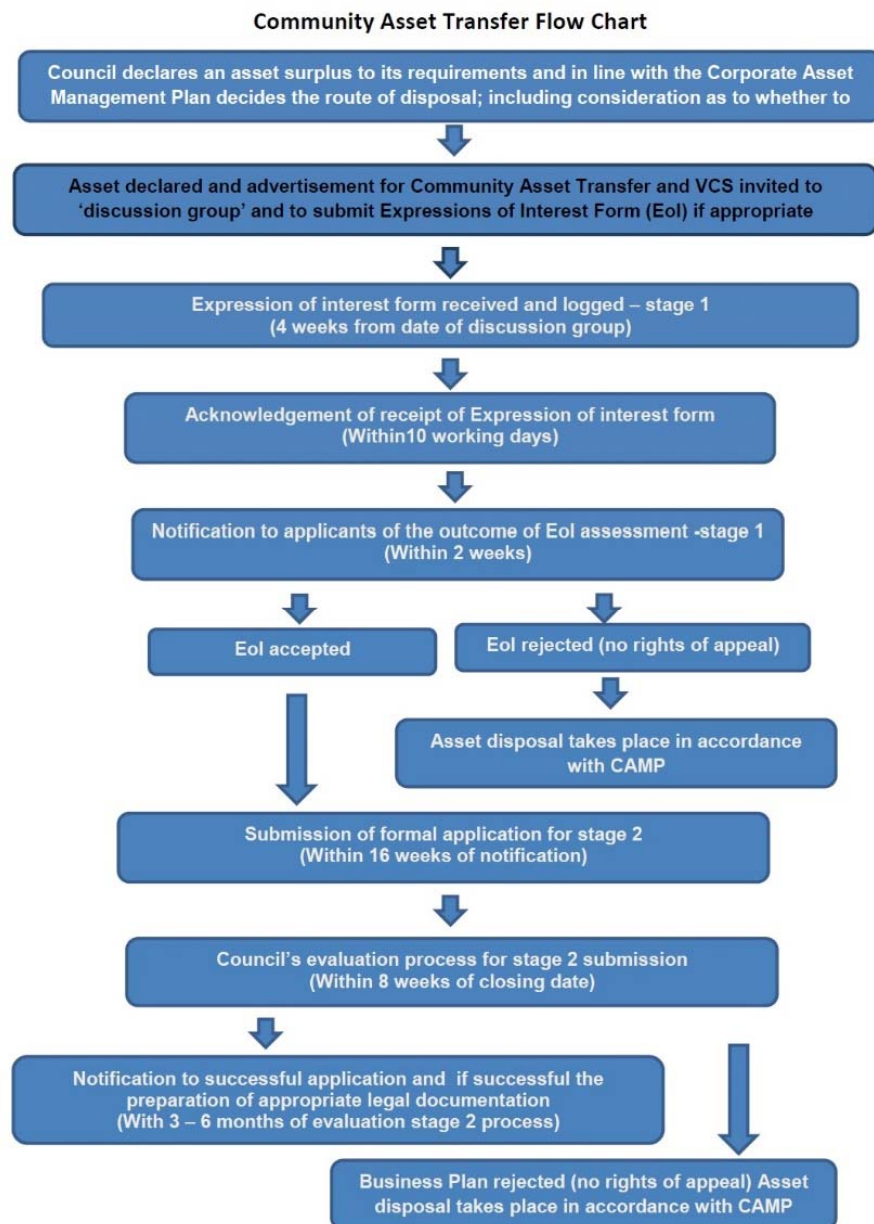 Community Asset Transfer Flow Chart
Council declares an asset surplus to its requirements and in line with the Corporate Asset
Management Plan decides the route of disposal; including consideration as to whether to
Asset declared and advertisement for Community Asset Transfer and VCS invited to
‘discussion group’ and to submit Expressions of Interest Form (EoI) if appropriate
Expression of interest form received and logged – stage 1
(4 weeks from date of discussion group)
Acknowledgement of receipt of Expression of interest form
(Within10 working days)
Notification to applicants of the outcome of EoI assessment -stage 1
(Within 2 weeks)
EoI accepted
EoI rejected (no rights of appeal)
Asset disposal takes place in accordance
with CAMP
Submission of formal application for stage 2
(Within 16 weeks of notification)
Council’s evaluation process for stage 2 submission
(Within 8 weeks of closing date)
Notification to successful application and if successful the
preparation of appropriate legal documentation
(With 3 – 6 months of evaluation stage 2 process)
Business Plan rejected (no rights of appeal) Asset
disposal takes place in accordance with CAMP